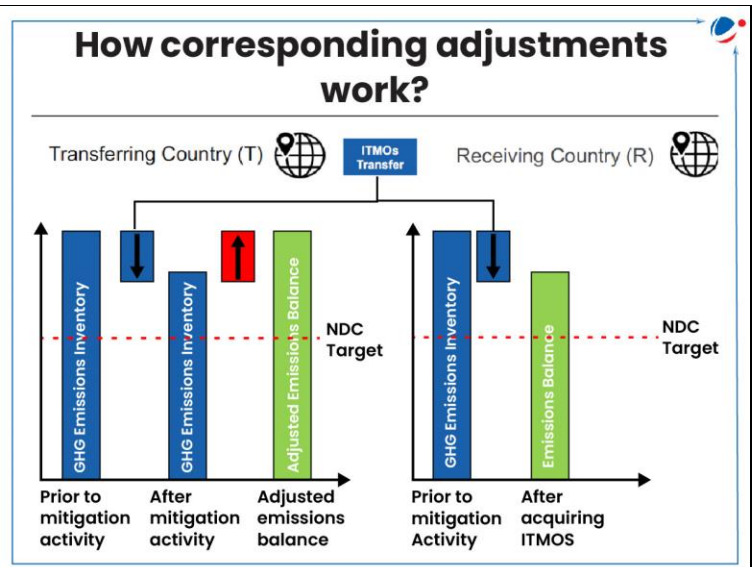 How corresponding adjustments
work?
Transferring Country (T)
ITMOs
Transfer
Receiving Country (R)
GHG Emissions Inventory
GHG Emissions Inventory
Adjusted Emissions Balance
NDC
Target
GHG Emissions Inventory
Emissions Balance
NDC
Target
Prior to
mitigation
activity
After
mitigation
activity
Adjusted
emissions
balance
Prior to
mitigation
Activity
After
acquiring
ITMOS